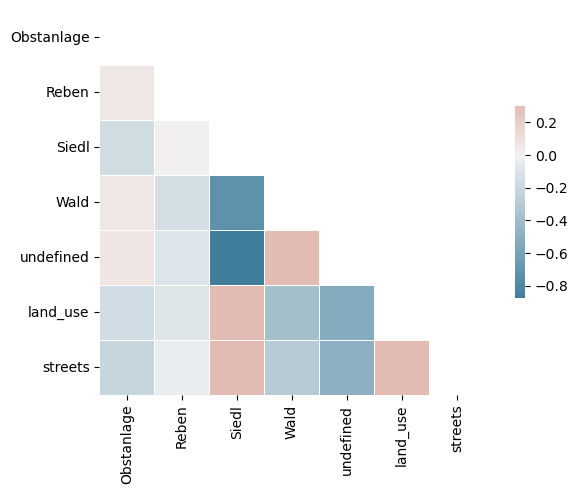 Obstanlage
Reben
Siedl
Wald
undefined
land_use
streets
0.2
0.0
−0.2
−0.4
−0.6
−0.8
Obstanlage
Reben
Siedl
Wald
undefined
land_use
streets